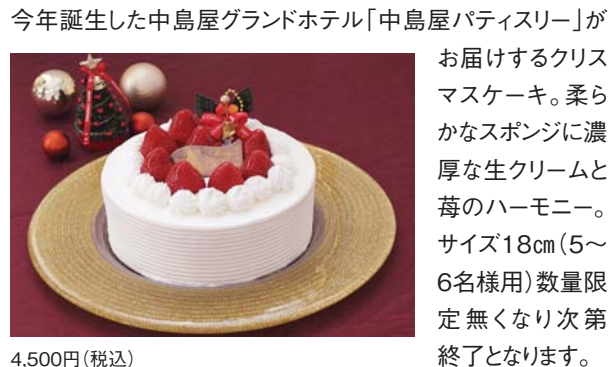 今年誕生した中島屋グランドホテル「中島屋パティスリー」が
お届けするクリス
マスケーキ。柔ら
かなスポンジに濃
厚な生クリームと
苺のハーモニー。
サイズ18㎝(5〜
6名様用)数量限
定無くなり次第
終了となります。
4,500円(税込)